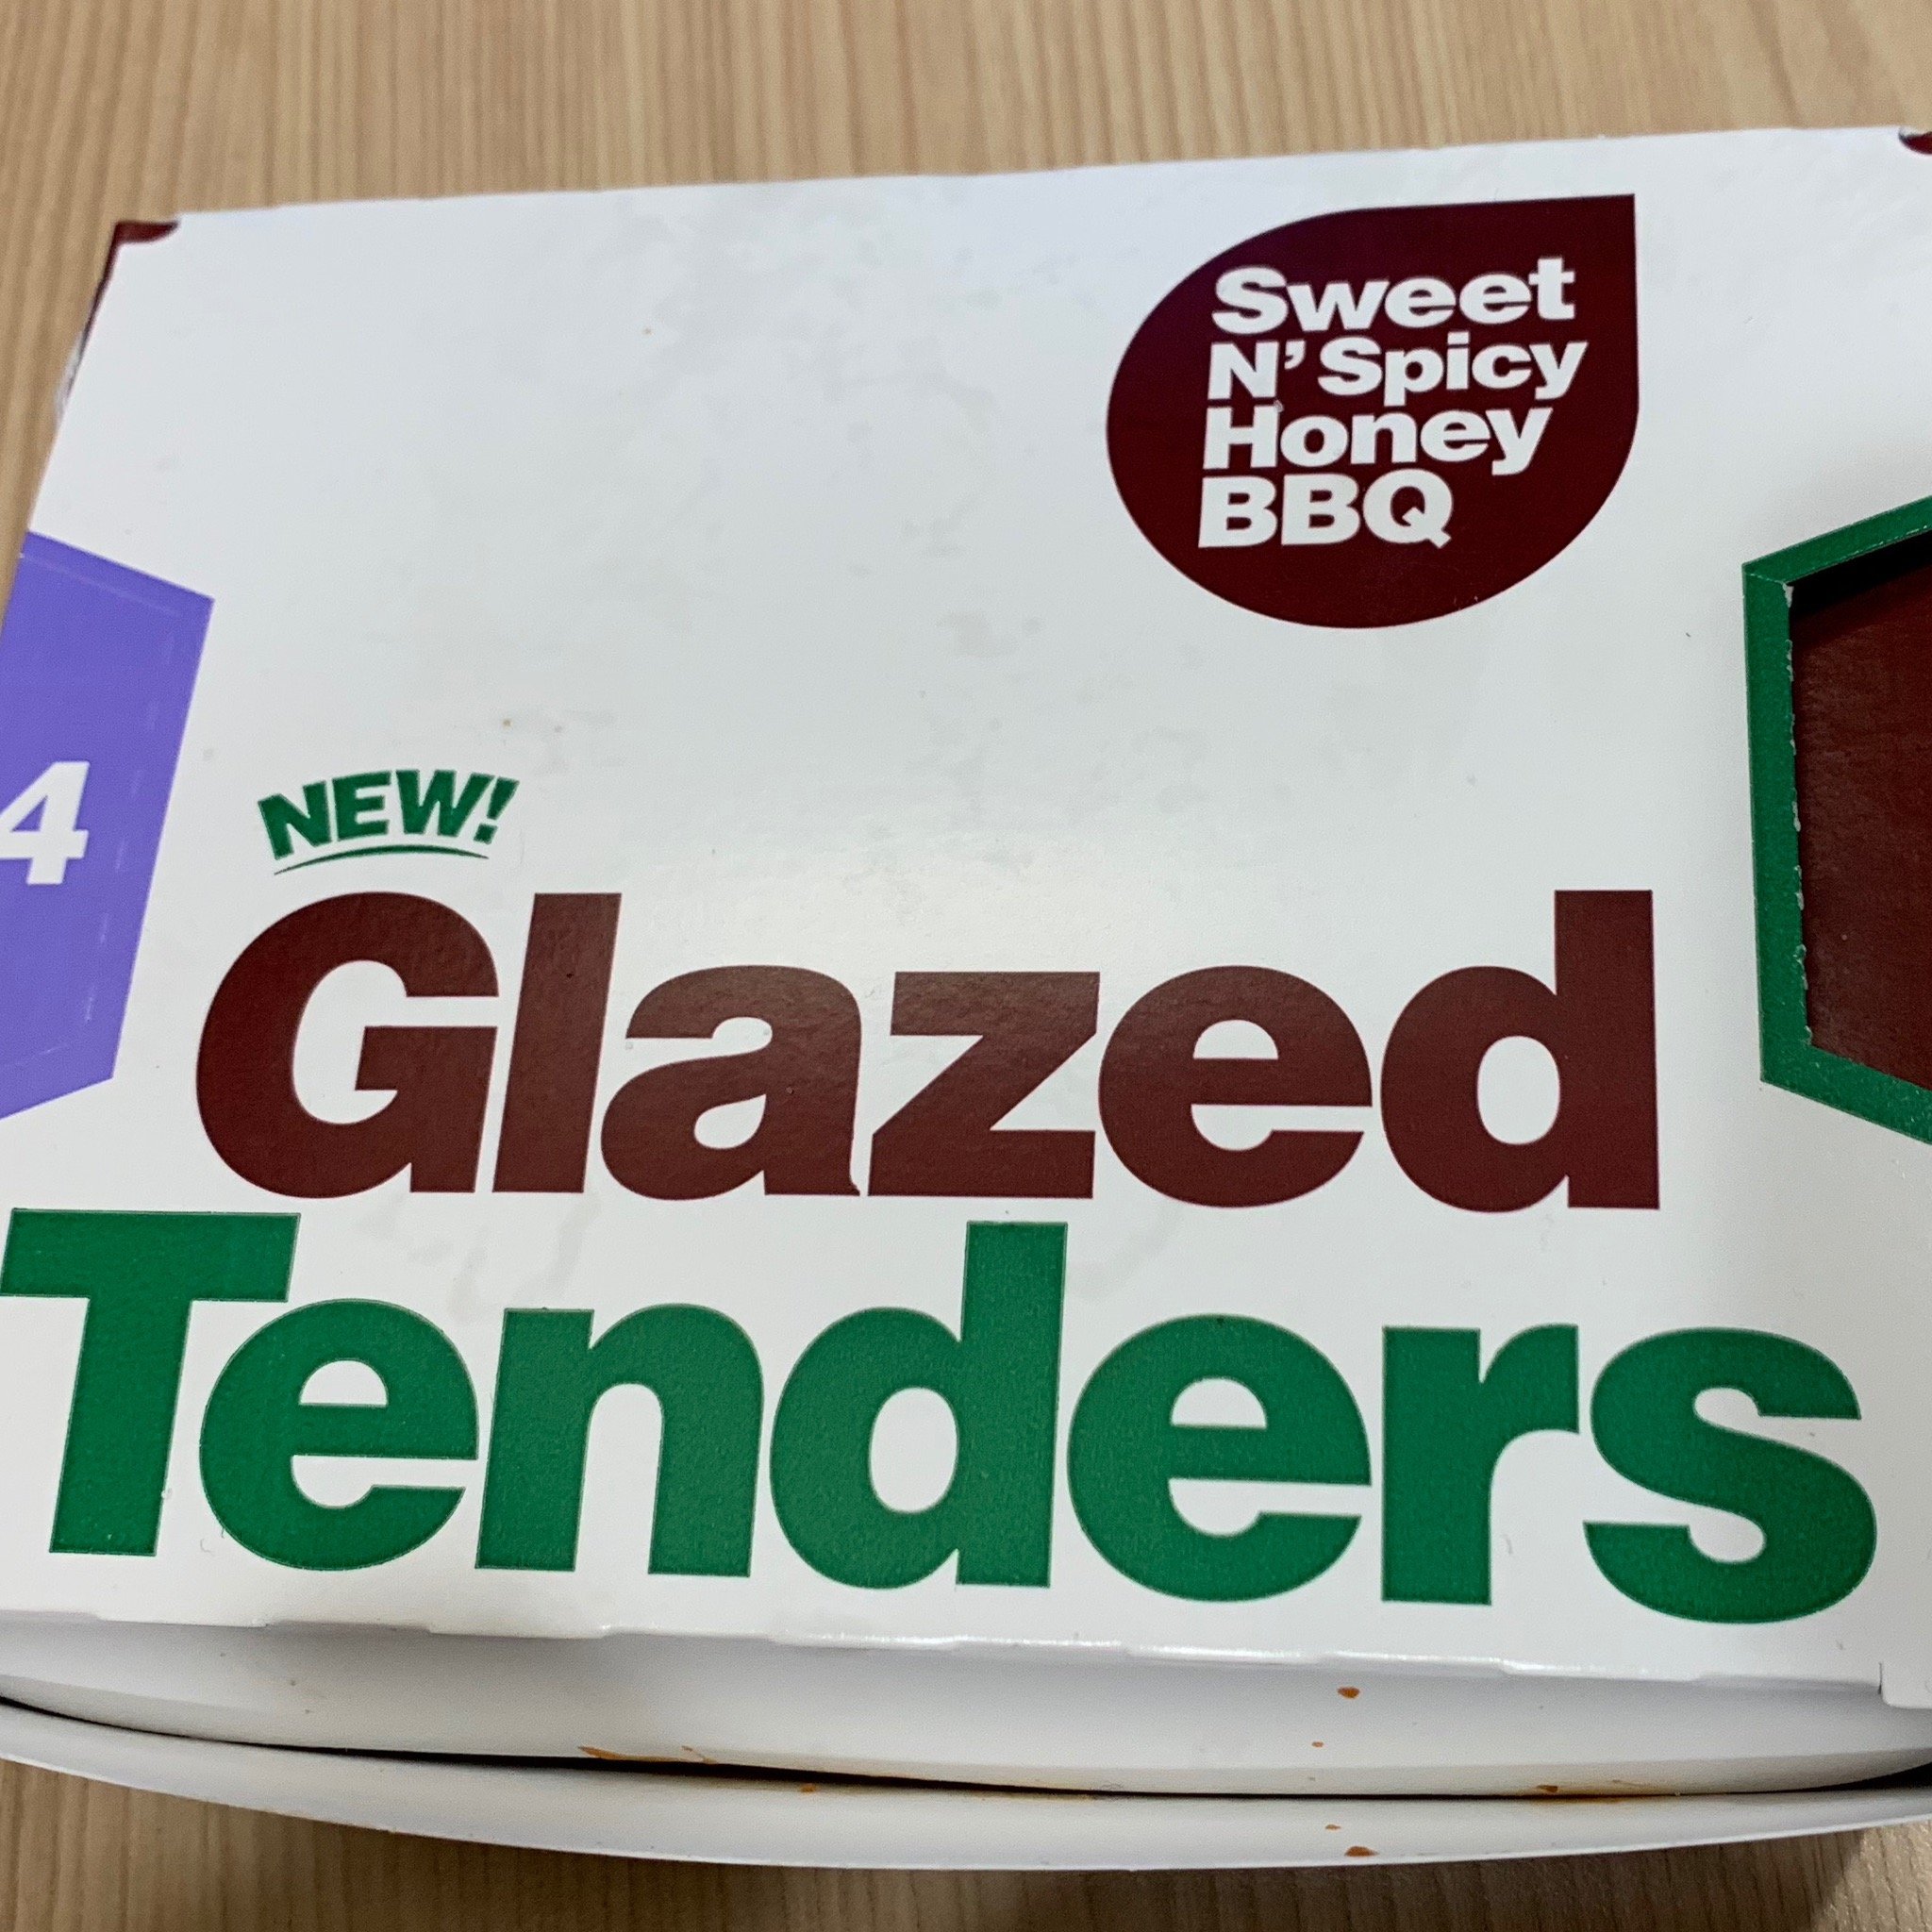 Sweet
N' Spicy
Honey
BBQ
4
NEW!
Glazed
Tenders